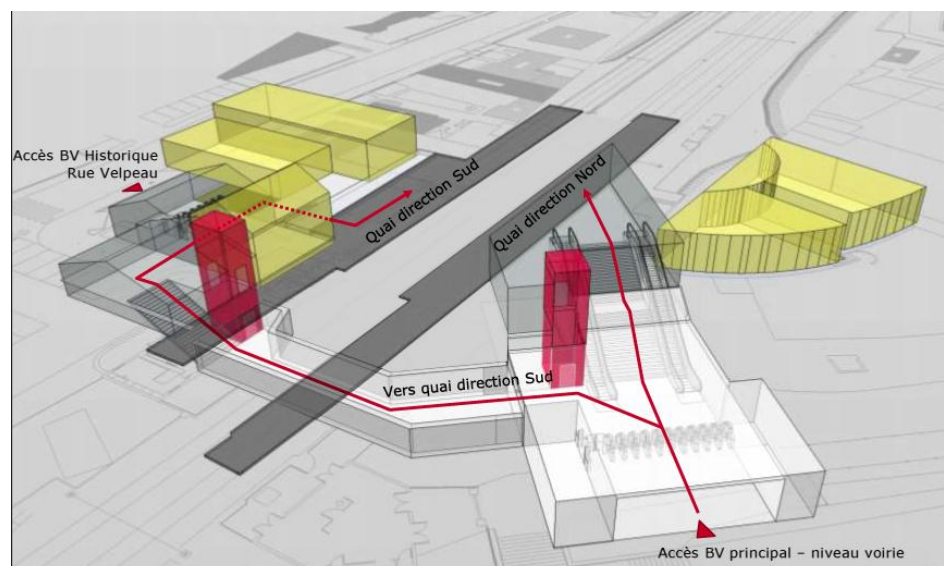 Accès BV Historique
Rue Velpeau
Quai direction Sud
Quai direction Nord
Vers quai direction Sud
Accès BV principal – niveau voirie